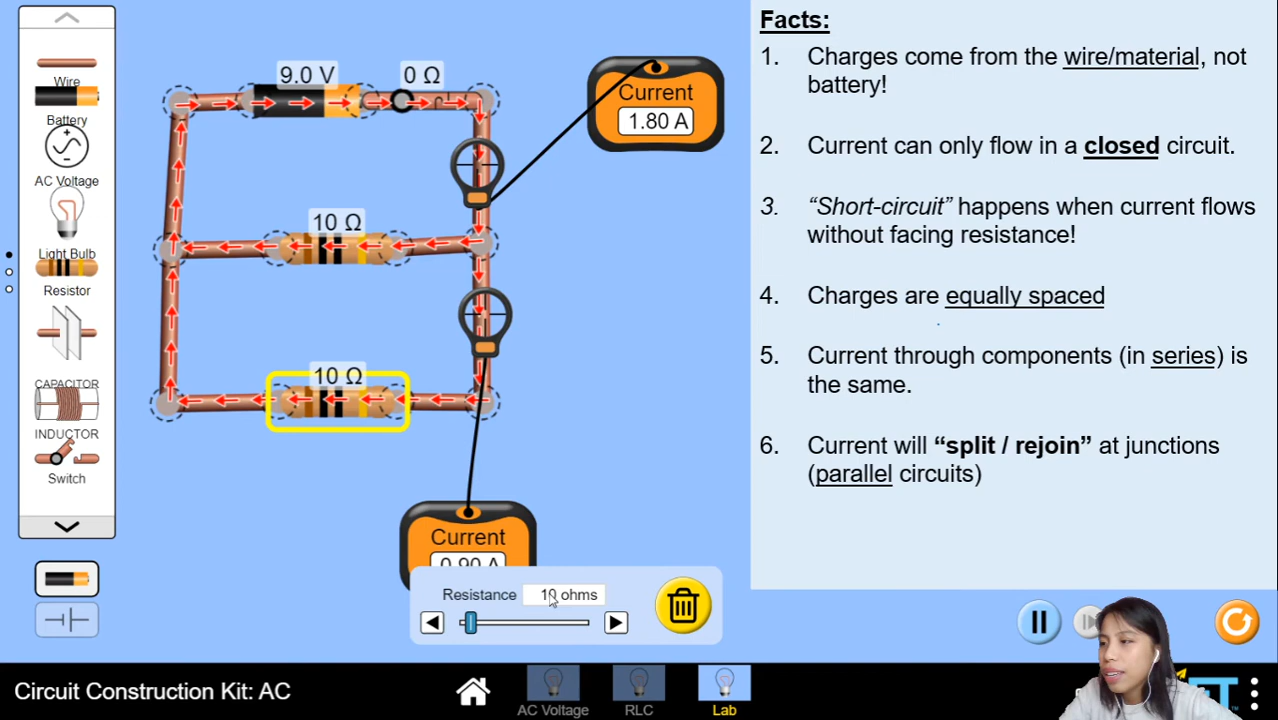 Facts:
1. Charges come from the wire/material, not
battery!
2. Current can only flow in a closed circuit.
3. “Short-circuit” happens when current flows
without facing resistance!
4. Charges are equally spaced
5. Current through components (in series) is
the same.
6. Current will “split / rejoin” at junctions
(parallel circuits)
Wire
Battery
AC Voltage
Light Bulb
Resistor
CAPACITOR
INDUCTOR
Switch
9.0 V
0 Ω
10 Ω
10 Ω
Current
1.80 A
Current
0.90 A
Resistance 10 ohms
Circuit Construction Kit: AC
AC Voltage
RLC
Lab